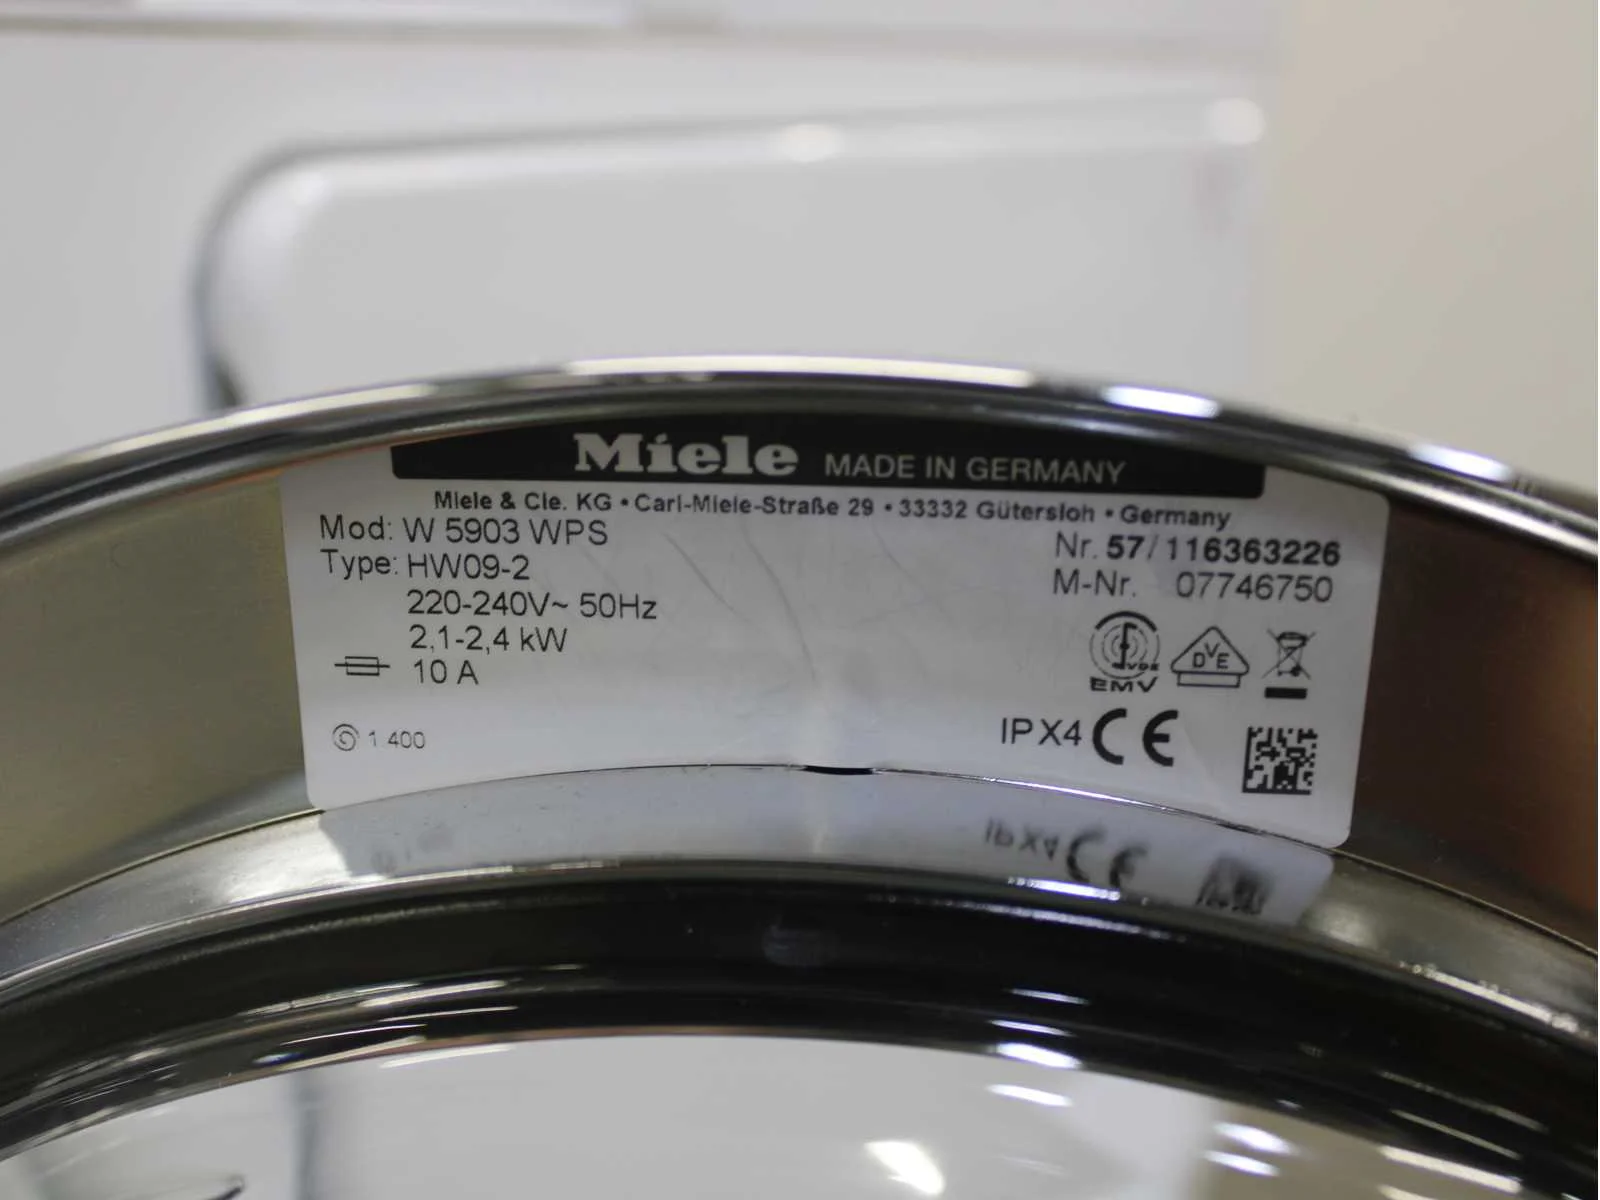 Miele MADE IN GERMANY
Miele & Cie. KG • Carl-Miele-Straße 29 • 33332 Gütersloh • Germany
Mod: W 5903 WPS
Nr. 57/116363226
Type: HW09-2
M-Nr. 07746750
220-240V~ 50Hz
2,1-2,4 kW
10 A
VDE
EMV
DVE
1 400
IPX4 CE
IPX4 CE